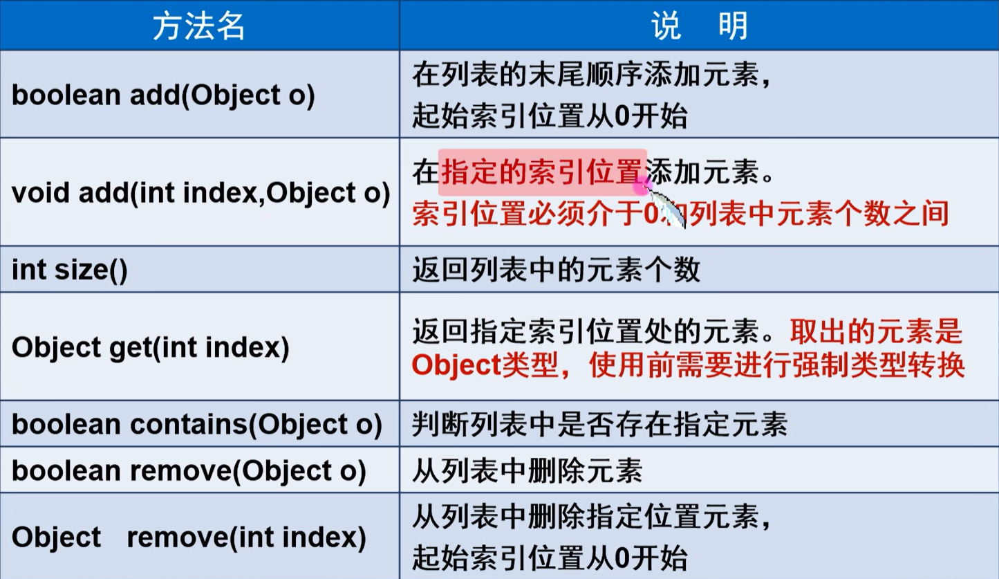 方法名
说 明
boolean add(Object o)
在列表的末尾顺序添加元素，
起始索引位置从0开始
void add(int index,Object o)
在指定的索引位置添加元素。
索引位置必须介于0和列表中元素个数之间
int size()
返回列表中的元素个数
Object get(int index)
返回指定索引位置处的元素。取出的元素是
Object类型，使用前需要进行强制类型转换
boolean contains(Object o)
判断列表中是否存在指定元素
boolean remove(Object o)
从列表中删除元素
Object remove(int index)
从列表中删除指定位置元素，
起始索引位置从0开始